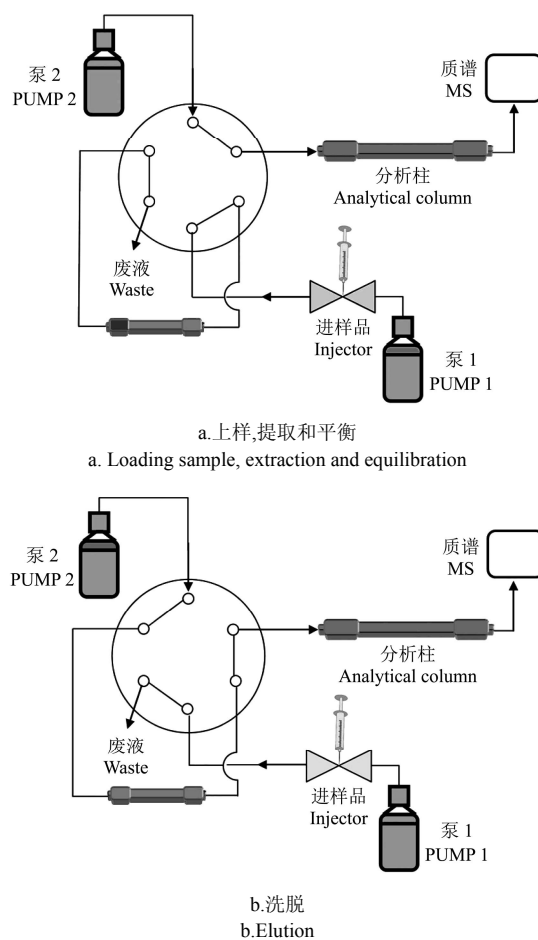 泵 2
PUMP 2
质谱
MS
分析柱
Analytical column
废液
Waste
进样品
Injector
泵 1
PUMP 1
a.上样,提取和平衡
a. Loading sample, extraction and equilibration
泵 2
PUMP 2
质谱
MS
分析柱
Analytical column
废液
Waste
进样品
Injector
泵 1
PUMP 1
b.洗脱
b.Elution